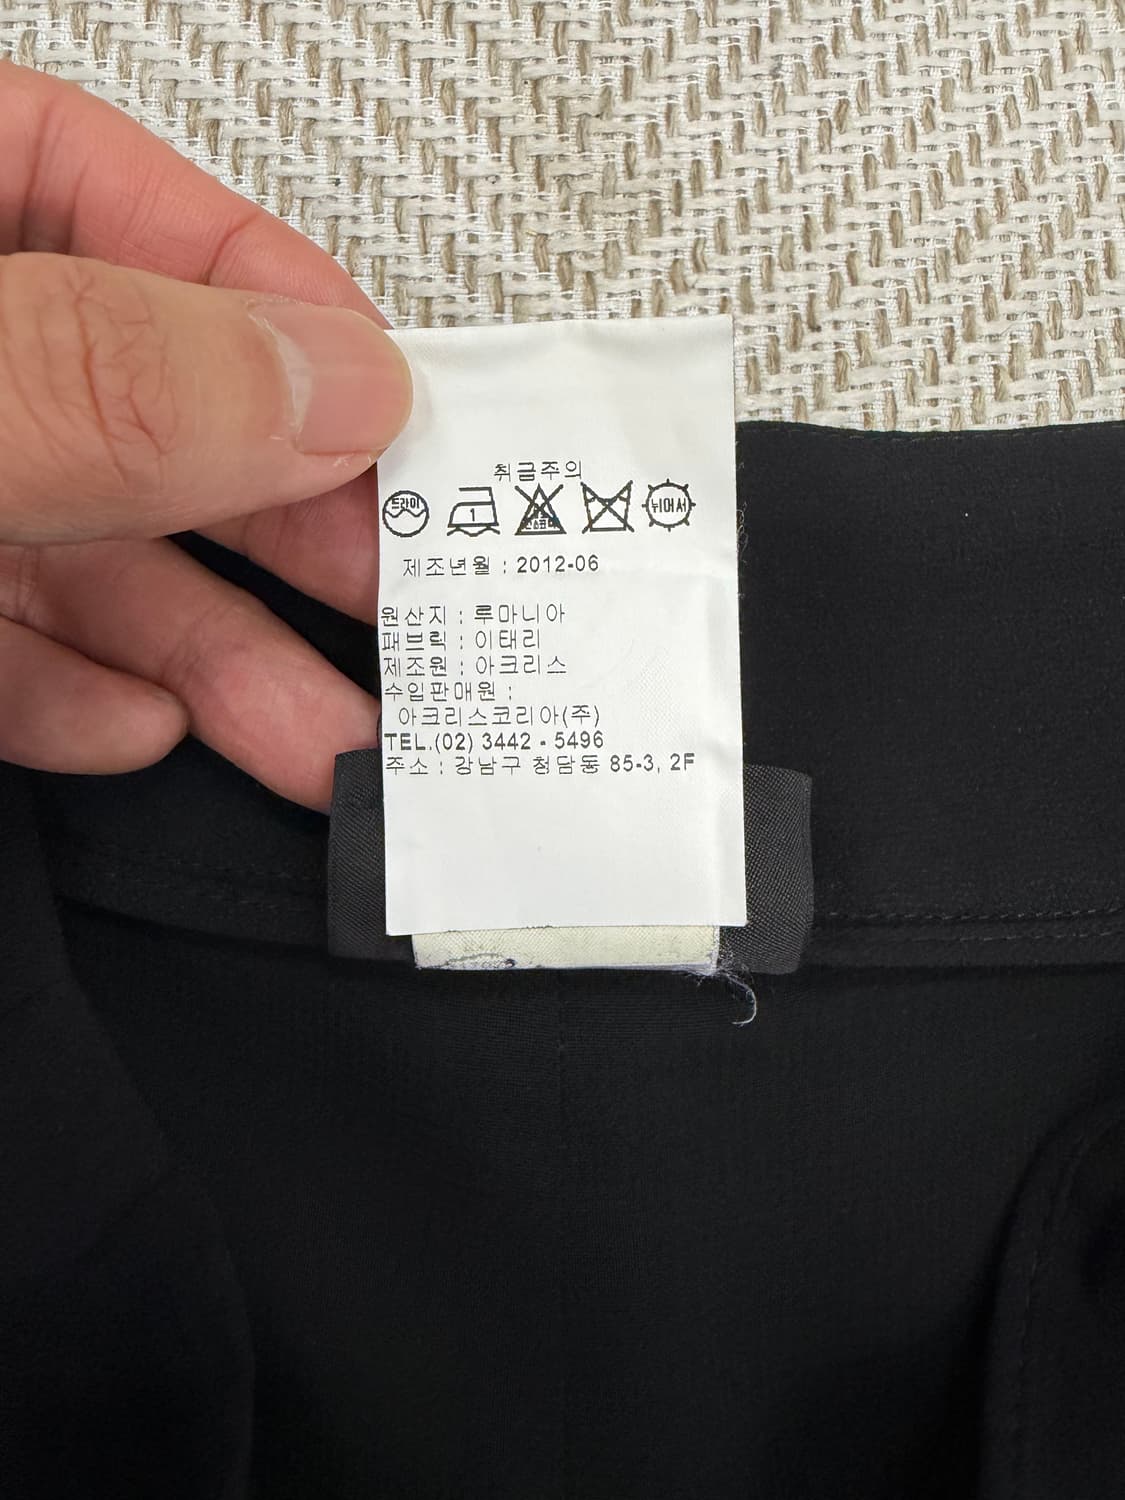 취급주의
드라이 1 뉘어서
제조년월 : 2012-06
원산지 : 루마니아
패브릭 : 이태리
제조원 : 아크리스
수입판매원 :
아크리스코리아(주)
TEL.(02) 3442 - 5496
주소 : 강남구 청담동 85-3, 2F